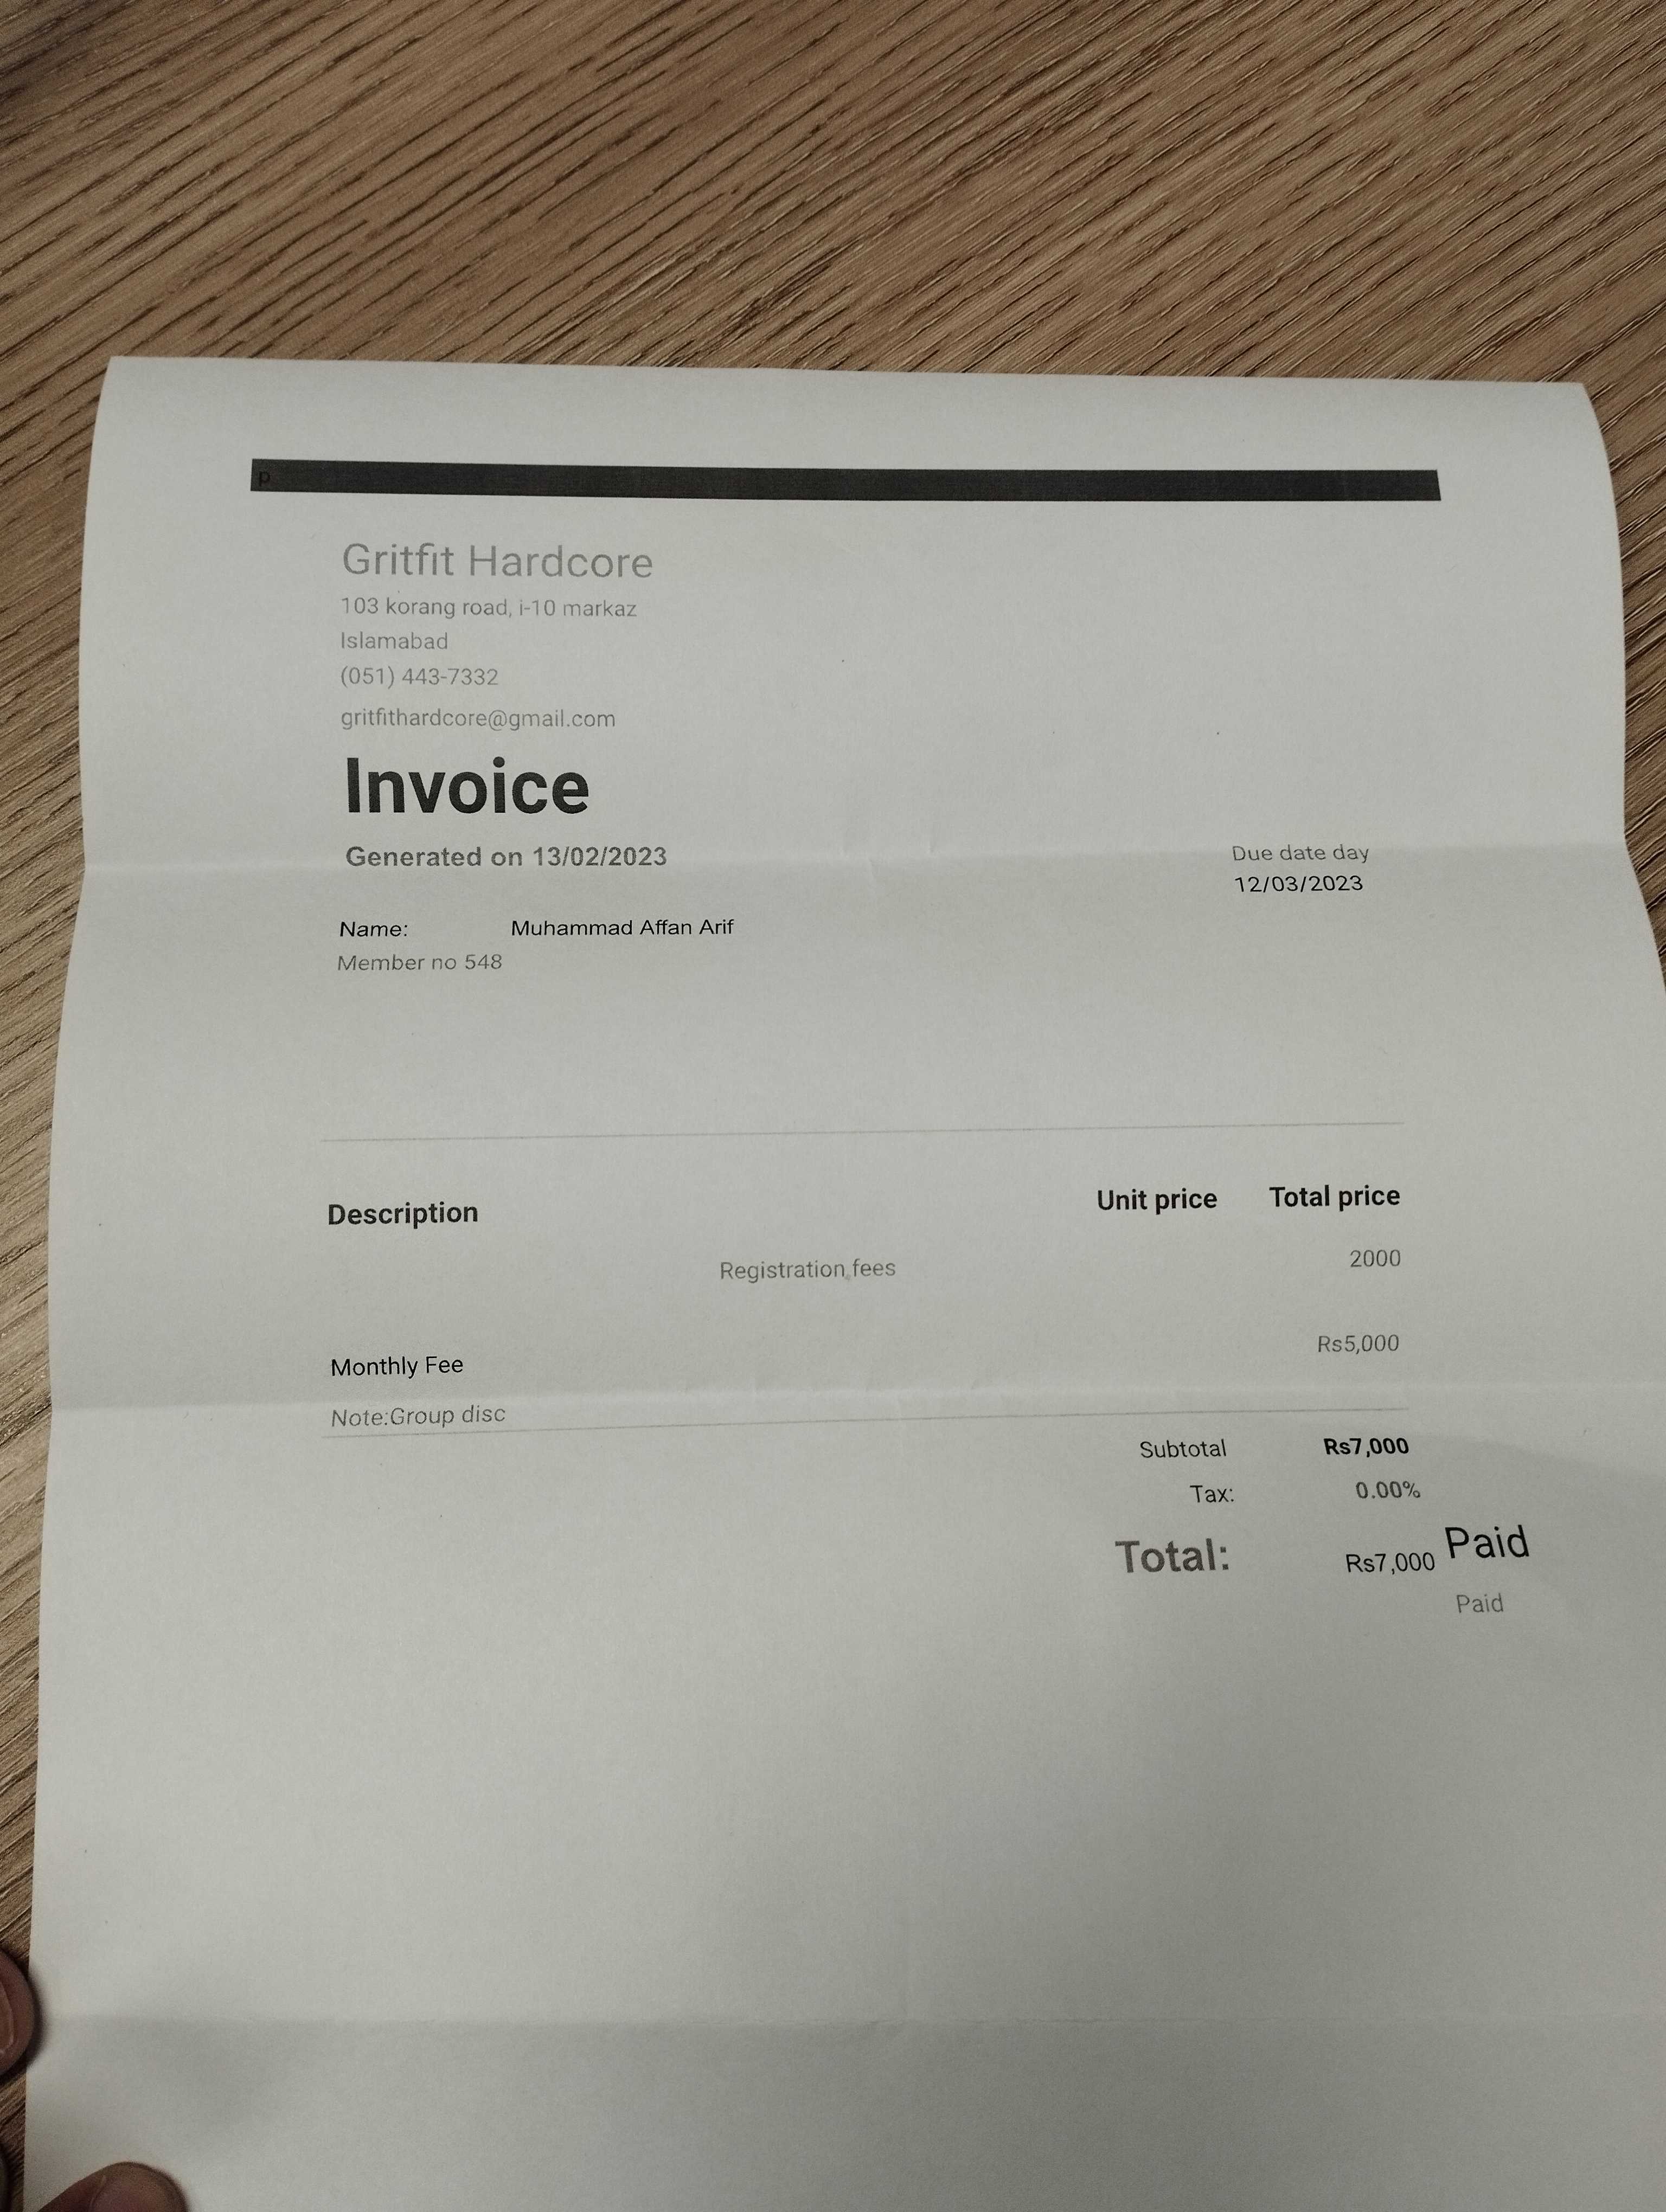 p
Gritfit Hardcore
103 korang road, i-10 markaz
Islamabad
(051) 443-7332
gritfithardcore@gmail.com
Invoice
Generated on 13/02/2023
Due date day
12/03/2023
Name: Muhammad Affan Arif
Member no 548
Description Unit price Total price
Registration fees 2000
Rs5,000
Monthly Fee
Note:Group disc
Subtotal Rs7,000
Tax: 0.00%
Total: Rs7,000 Paid
Paid